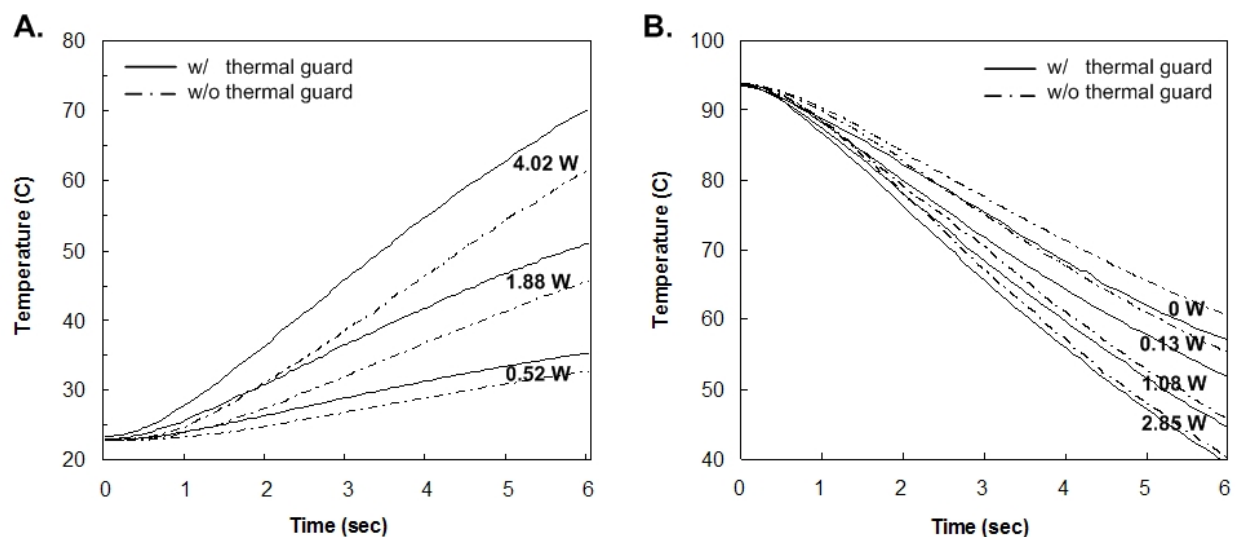 A.
80
70
60
50
40
30
20
Temperature (C)
w/ thermal guard
w/o thermal guard
4.02 W
1.88 W
0.52 W
0 1 2 3 4 5 6
Time (sec)
B.
100
90
80
70
60
50
40
Temperature (C)
w/ thermal guard
w/o thermal guard
0 W
0.13 W
1.08 W
2.85 W
0 1 2 3 4 5 6
Time (sec)